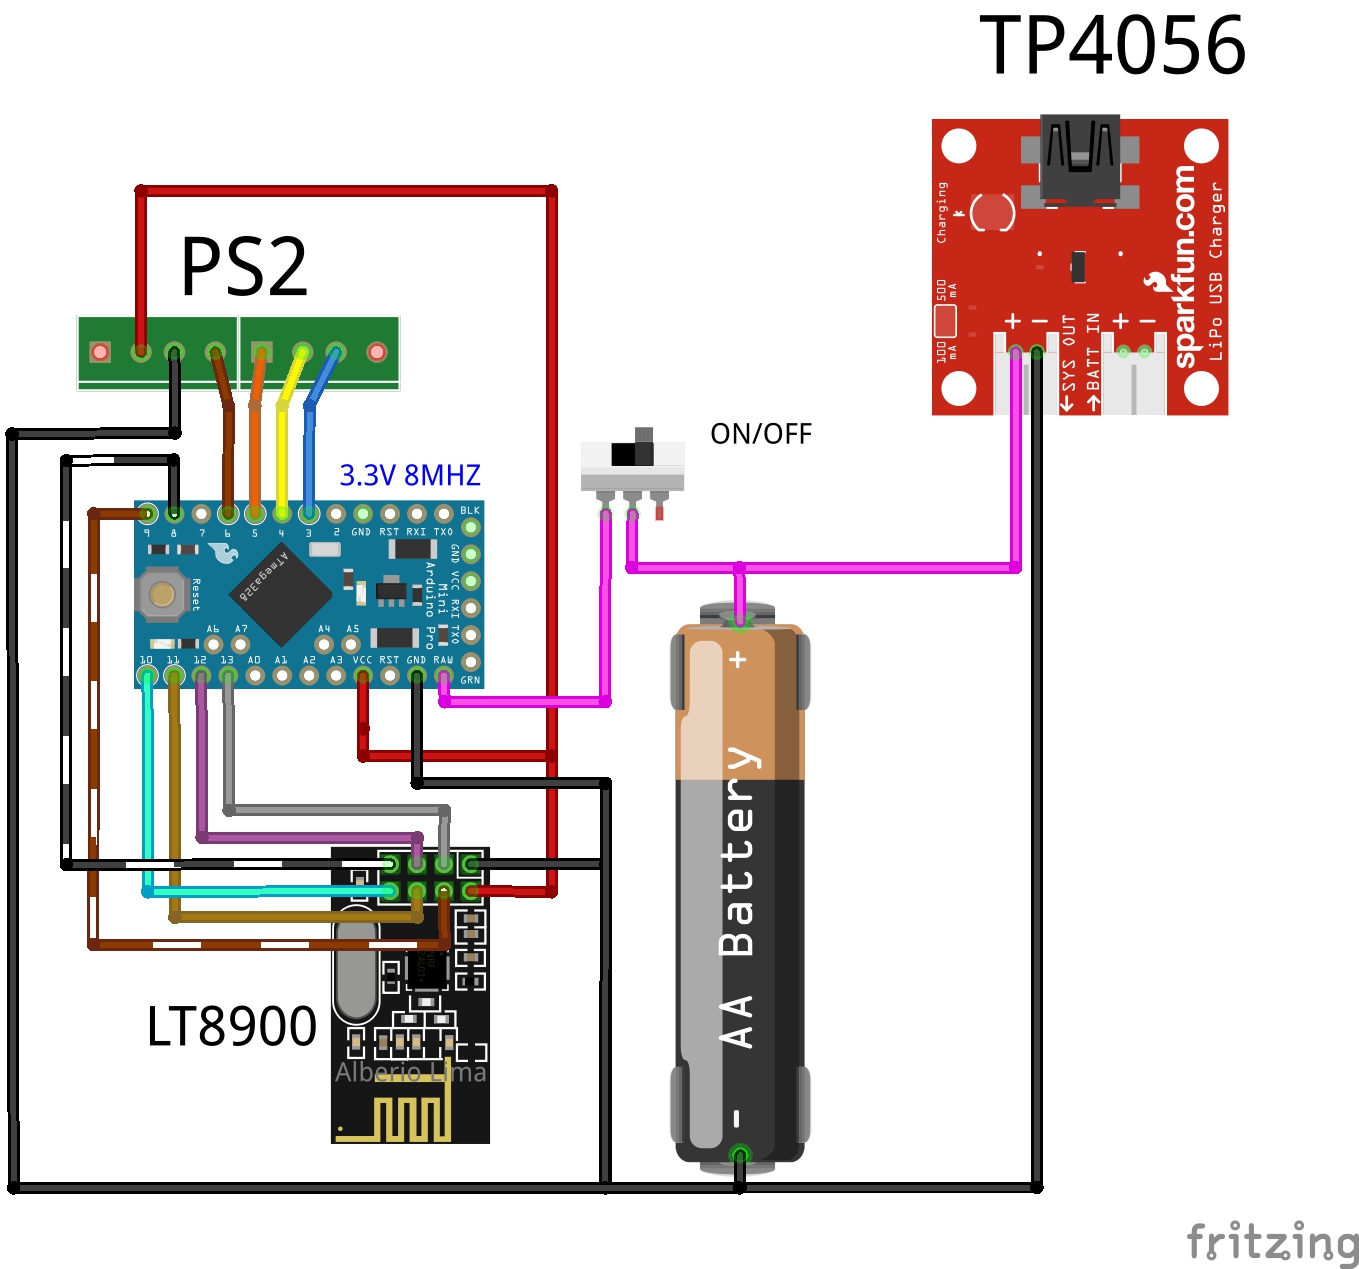 TP4056
PS2
Charging
500
mA
100
mA
+ -
SYS OUT
BATT IN
+ -
sparkfun.com
LiPo USB Charger
ON/OFF
3.3V 8MHZ
9 8 7 6 5 4 3 2 GND RST RXI TXO
BLK
GND
VCC
RXI
TXO
GRN
Reset
ATmega328
Arduino Pro
Mini
A6 A7 A4 A5
10 11 12 13 A0 A1 A2 A3 VCC RST GND RAW
+
AA Battery
-
LT8900
Alberio Lima
fritzing